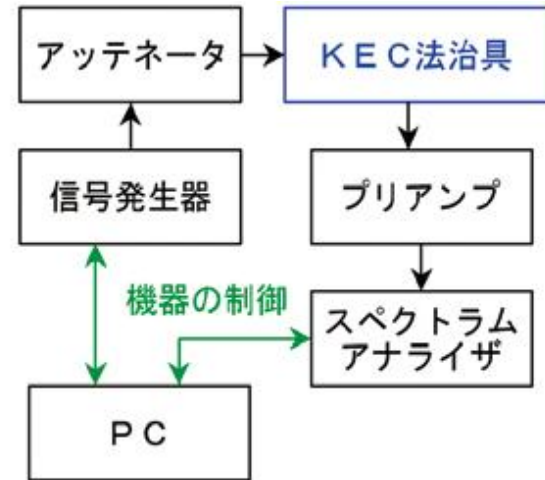 アッテネータ
ＫＥＣ法治具
信号発生器
プリアンプ
機器の制御
スペクトラム
アナライザ
ＰＣ